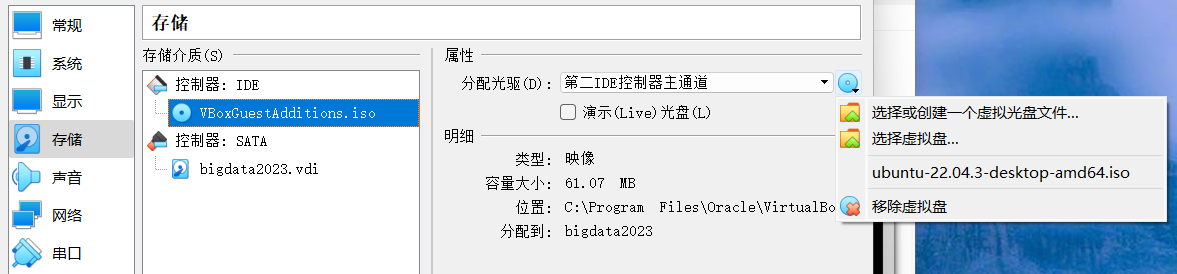 常规
系统
显示
存储
声音
网络
串口
存储
存储介质(S)
控制器: IDE
VBoxGuestAdditions.iso
控制器: SATA
bigdata2023.vdi
属性
分配光驱(D): 第二IDE控制器主通道
演示(Live)光盘(L)
明细
类型: 映像
容量大小: 61.07 MB
位置: C:\Program Files\Oracle\VirtualBo
分配到: bigdata2023
选择或创建一个虚拟光盘文件...
选择虚拟盘...
ubuntu-22.04.3-desktop-amd64.iso
移除虚拟盘